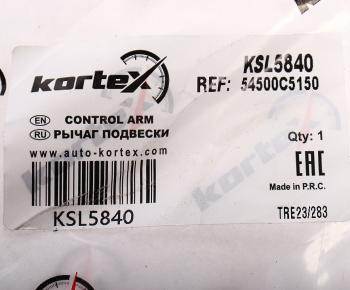 kortex
KSL5840
REF: 54500C5150
EN CONTROL ARM
RU РЫЧАГ ПОДВЕСКИ
www.auto-kortex.com
KSL5840
Qty: 1
EAC
Made in P.R.C.
TRE23/283